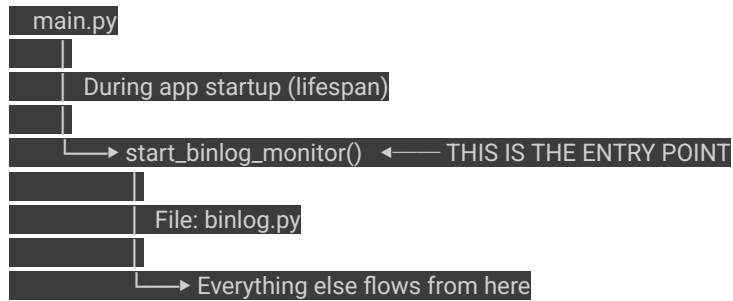 main.py
During app startup (lifespan)
start_binlog_monitor() ◄─── THIS IS THE ENTRY POINT
File: binlog.py
Everything else flows from here